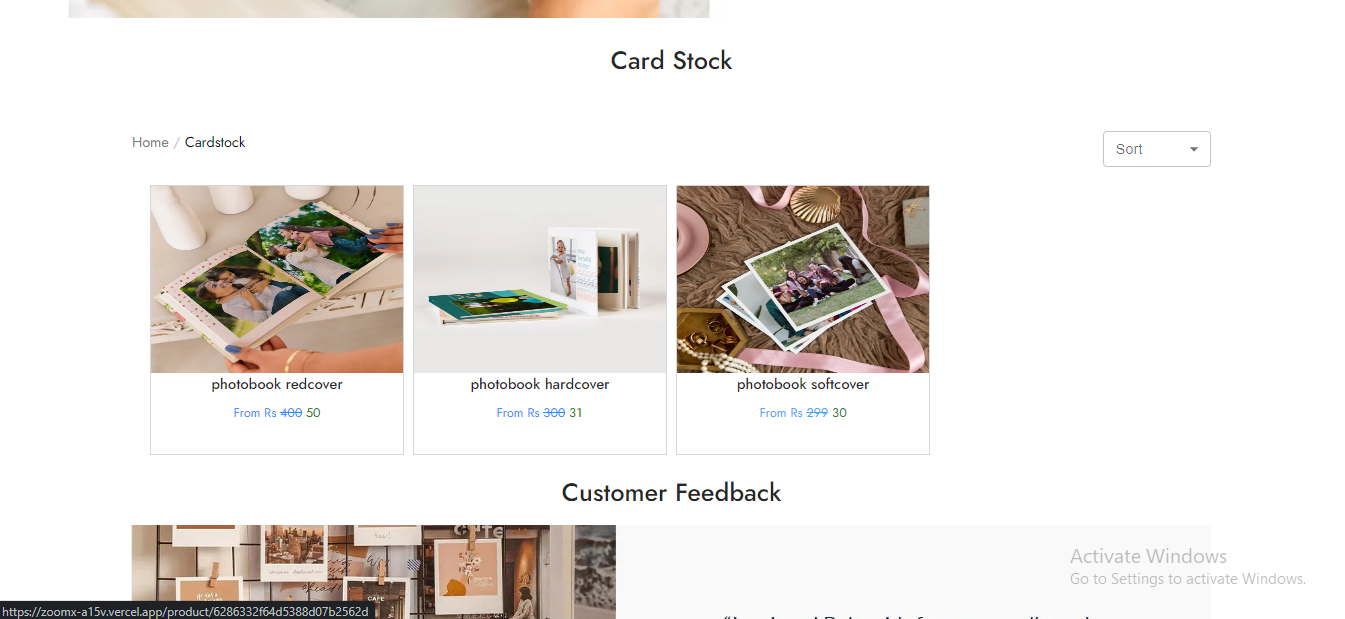 Card Stock
Home / Cardstock
Sort
photobook redcover
From Rs 400 50
photobook hardcover
From Rs 300 31
photobook softcover
From Rs 299 30
Customer Feedback
Activate Windows
Go to Settings to activate Windows.
https://zoomx-a15v.vercel.app/product/6286332f64d5388d07b2562d